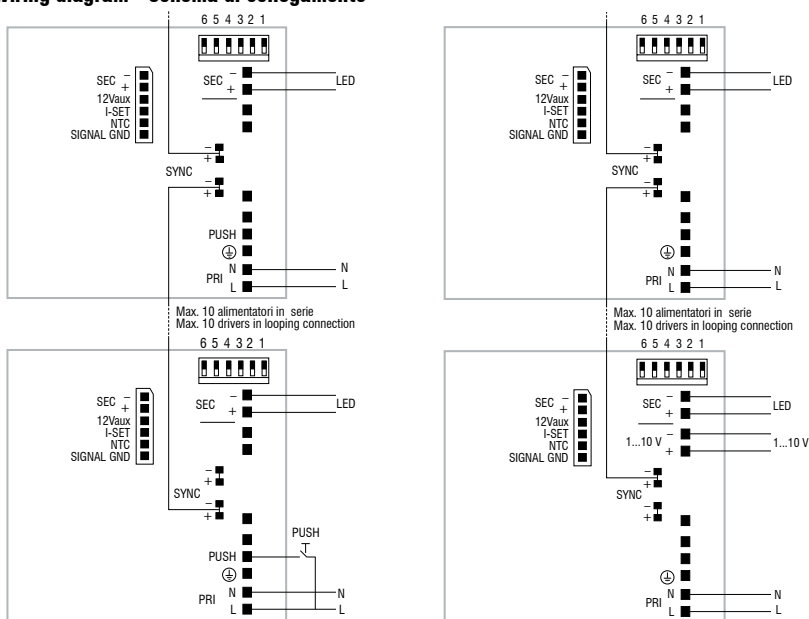 Wiring diagram - Schema di collegamento
6 5 4 3 2 1
SEC -
+
12Vaux
I-SET
NTC
SIGNAL GND
SEC -
+
LED
-
+
SYNC
-
+
PUSH
PRI N
L
N
L
Max. 10 alimentatori in serie
Max. 10 drivers in looping connection
6 5 4 3 2 1
SEC -
+
12Vaux
I-SET
NTC
SIGNAL GND
SEC -
+
LED
-
+
SYNC
-
+
PUSH
PUSH
PRI N
L
N
L
6 5 4 3 2 1
SEC -
+
12Vaux
I-SET
NTC
SIGNAL GND
SEC -
+
LED
-
+
SYNC
-
+
PRI N
L
N
L
Max. 10 alimentatori in serie
Max. 10 drivers in looping connection
6 5 4 3 2 1
SEC -
+
12Vaux
I-SET
NTC
SIGNAL GND
SEC -
+
LED
1...10 V -
+
1...10 V
-
+
SYNC
-
+
PRI N
L
N
L